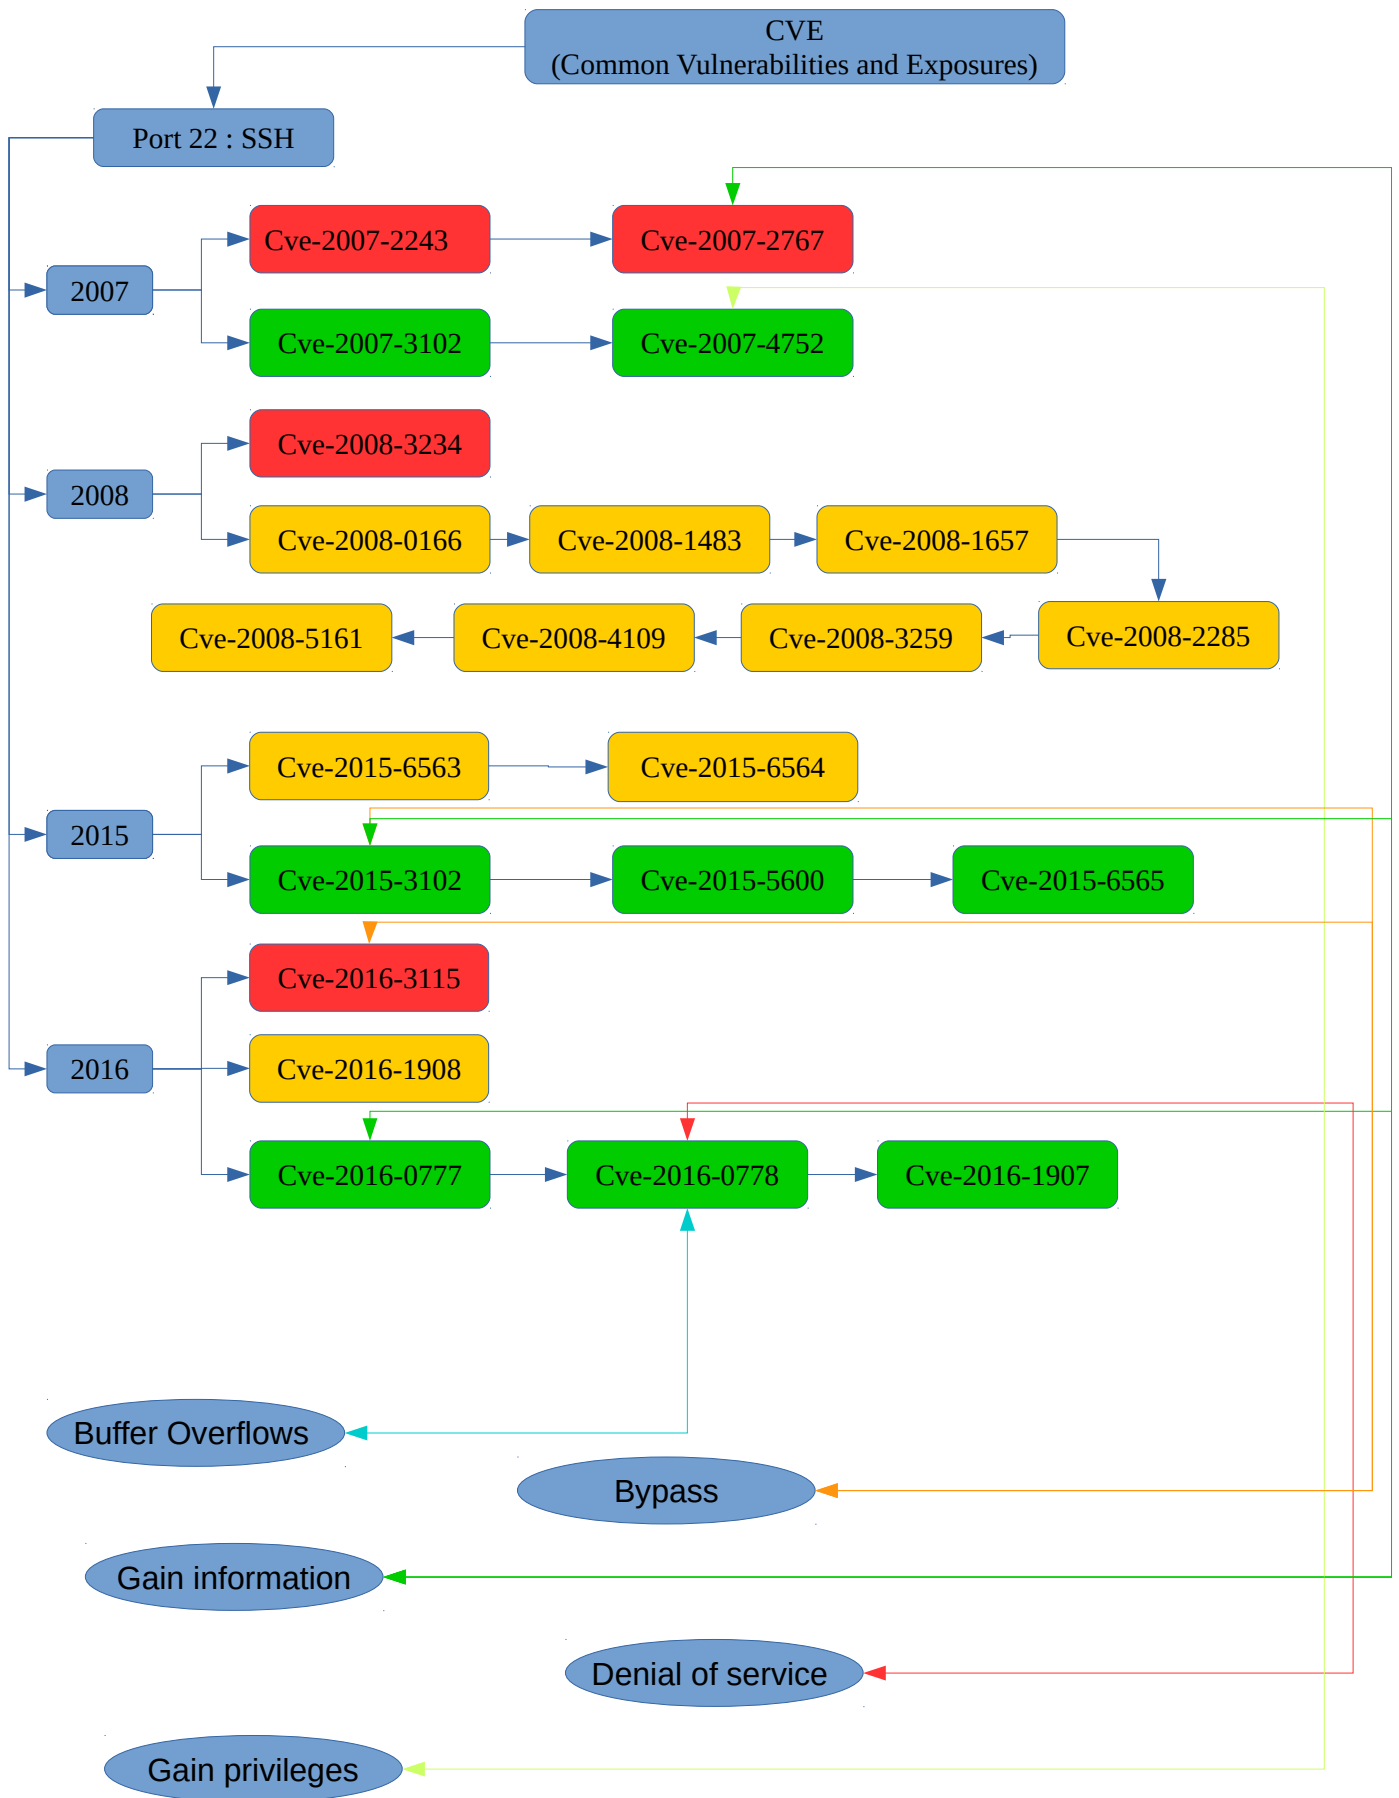 CVE
(Common Vulnerabilities and Exposures)
Port 22 : SSH
Cve-2007-2243
Cve-2007-2767
2007
Cve-2007-3102
Cve-2007-4752
Cve-2008-3234
2008
Cve-2008-0166
Cve-2008-1483
Cve-2008-1657
Cve-2008-5161
Cve-2008-4109
Cve-2008-3259
Cve-2008-2285
Cve-2015-6563
Cve-2015-6564
2015
Cve-2015-3102
Cve-2015-5600
Cve-2015-6565
Cve-2016-3115
2016
Cve-2016-1908
Cve-2016-0777
Cve-2016-0778
Cve-2016-1907
Buffer Overflows
Bypass
Gain information
Denial of service
Gain privileges